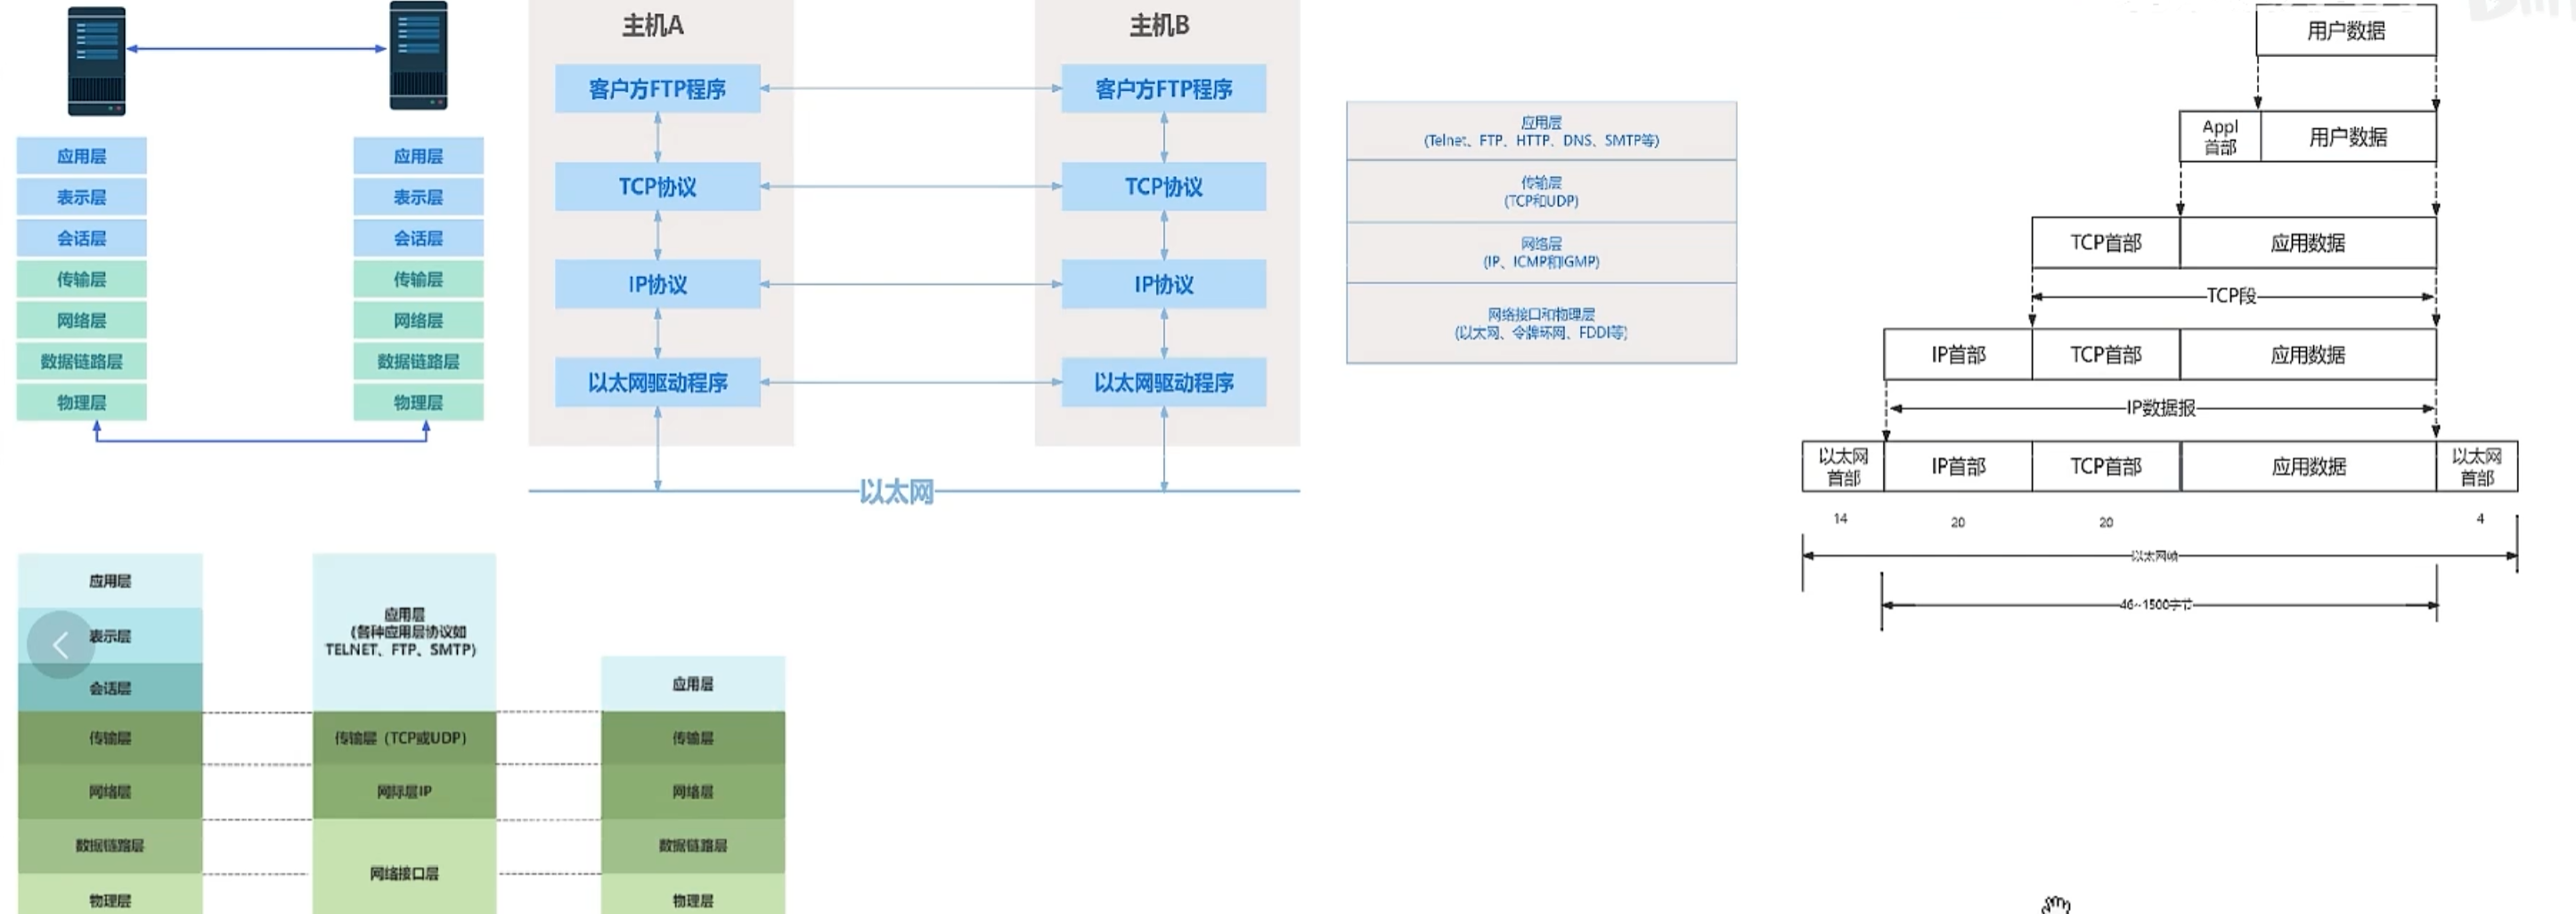 应用层
表示层
会话层
传输层
网络层
数据链路层
物理层
应用层
表示层
会话层
传输层
网络层
数据链路层
物理层
主机A
客户方FTP程序
TCP协议
IP协议
以太网驱动程序
主机B
客户方FTP程序
TCP协议
IP协议
以太网驱动程序
以太网
应用层
(Telnet、FTP、HTTP、DNS、SMTP等)
传输层
(TCP和UDP)
网络层
(IP、ICMP和IGMP)
网络接口和物理层
(以太网、令牌环网、FDDI等)
用户数据
Appl
首部
用户数据
TCP首部
应用数据
TCP段
IP首部
TCP首部
应用数据
IP数据报
以太网
首部
IP首部
TCP首部
应用数据
以太网
首部
14
20
20
4
以太网帧
46~1500字节
应用层
表示层
会话层
传输层
网络层
数据链路层
物理层
应用层
(各种应用层协议如
TELNET、FTP、SMTP)
传输层（TCP或UDP）
网际层IP
网络接口层
应用层
传输层
网络层
数据链路层
物理层